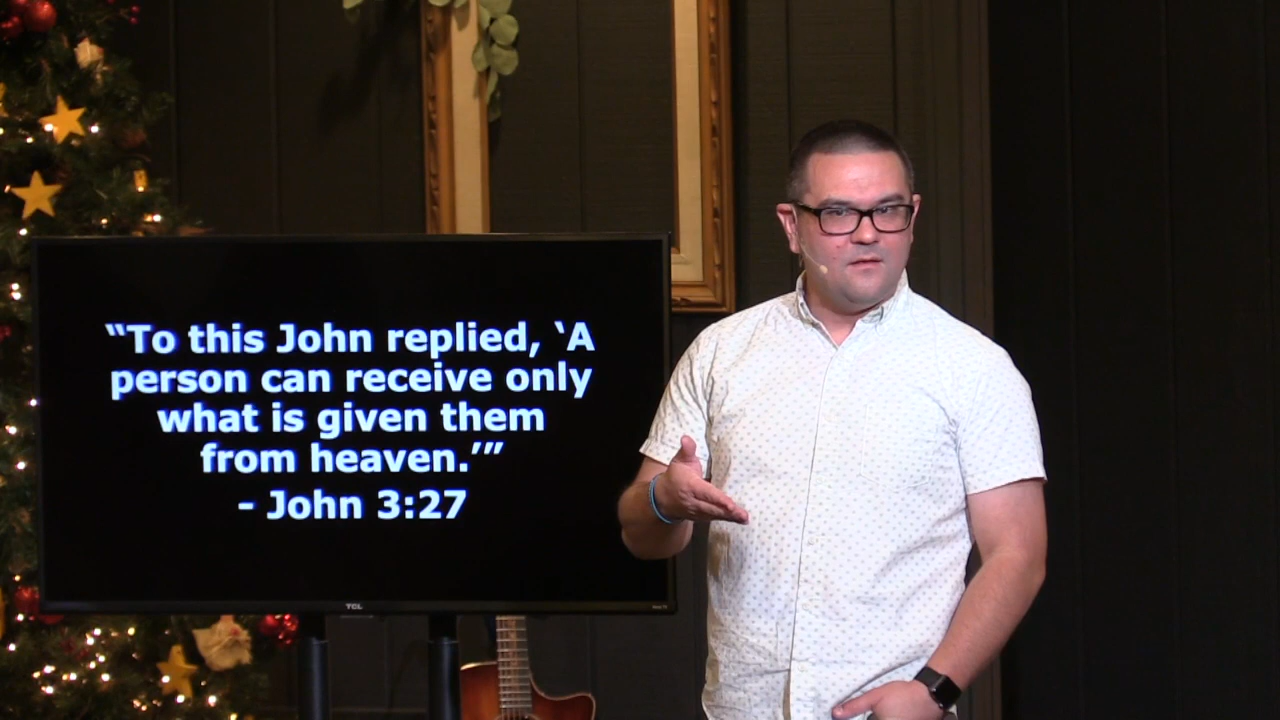 “To this John replied, ‘A
person can receive only
what is given them
from heaven.’”
- John 3:27
TCL